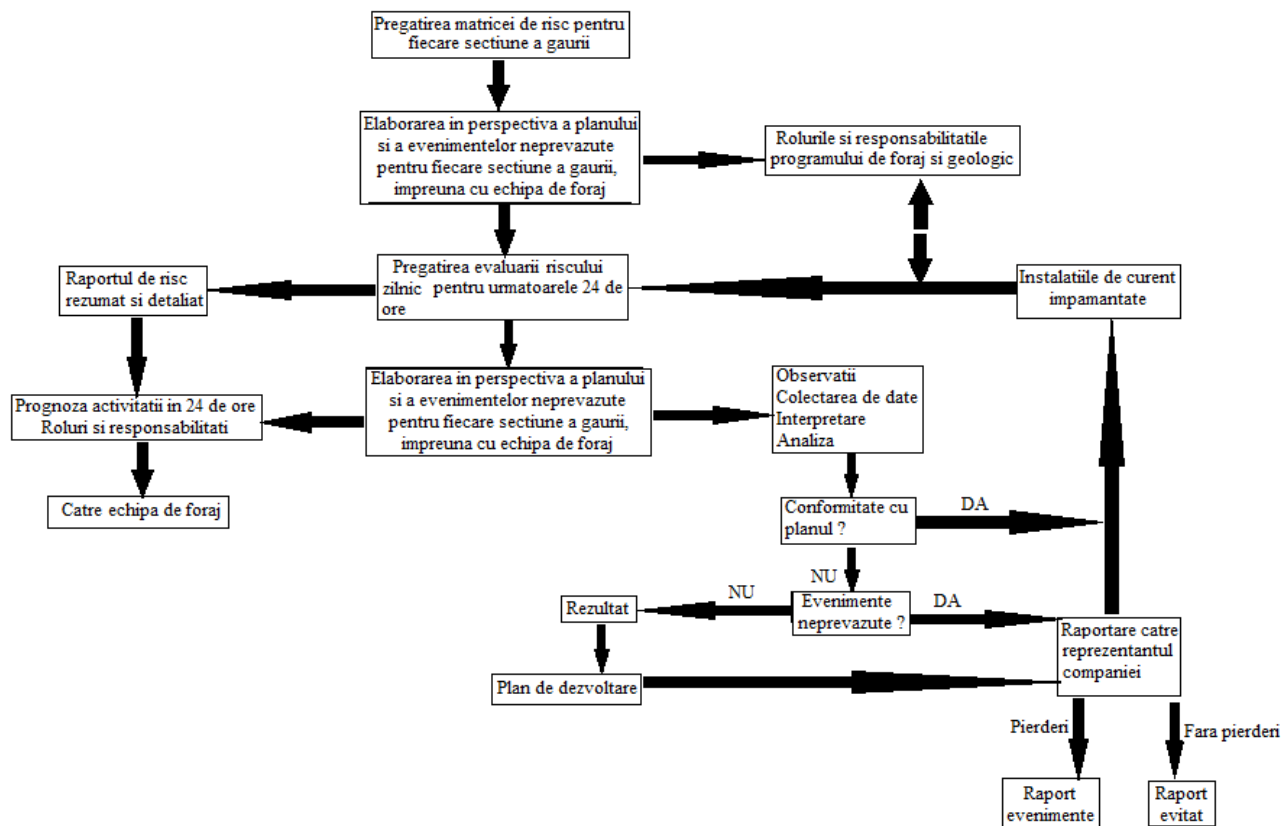 Pregatirea matricei de risc pentru
fiecare sectiune a gaurii
Elaborarea in perspectiva a planului
si a evenimentelor neprevazute
pentru fiecare sectiune a gaurii,
impreuna cu echipa de foraj
Rolurile si responsabilitatile
programului de foraj si geologic
Raportul de risc
rezumat si detaliat
Pregatirea evaluarii riscului
zilnic pentru urmatoarele 24 de
ore
Instalatiile de curent
impamantate
Prognoza activitatii in 24 de ore
Roluri si responsabilitati
Elaborarea in perspectiva a planului
si a evenimentelor neprevazute
pentru fiecare sectiune a gaurii,
impreuna cu echipa de foraj
Observatii
Colectarea de date
Interpretare
Analiza
Catre echipa de foraj
Conformitate cu
planul ?
DA
NU
NU
Rezultat
Evenimente
neprevazute ?
DA
Raportare catre
reprezentantul
companiei
Plan de dezvoltare
Pierderi
Fara pierderi
Raport
evenimente
Raport
evitat